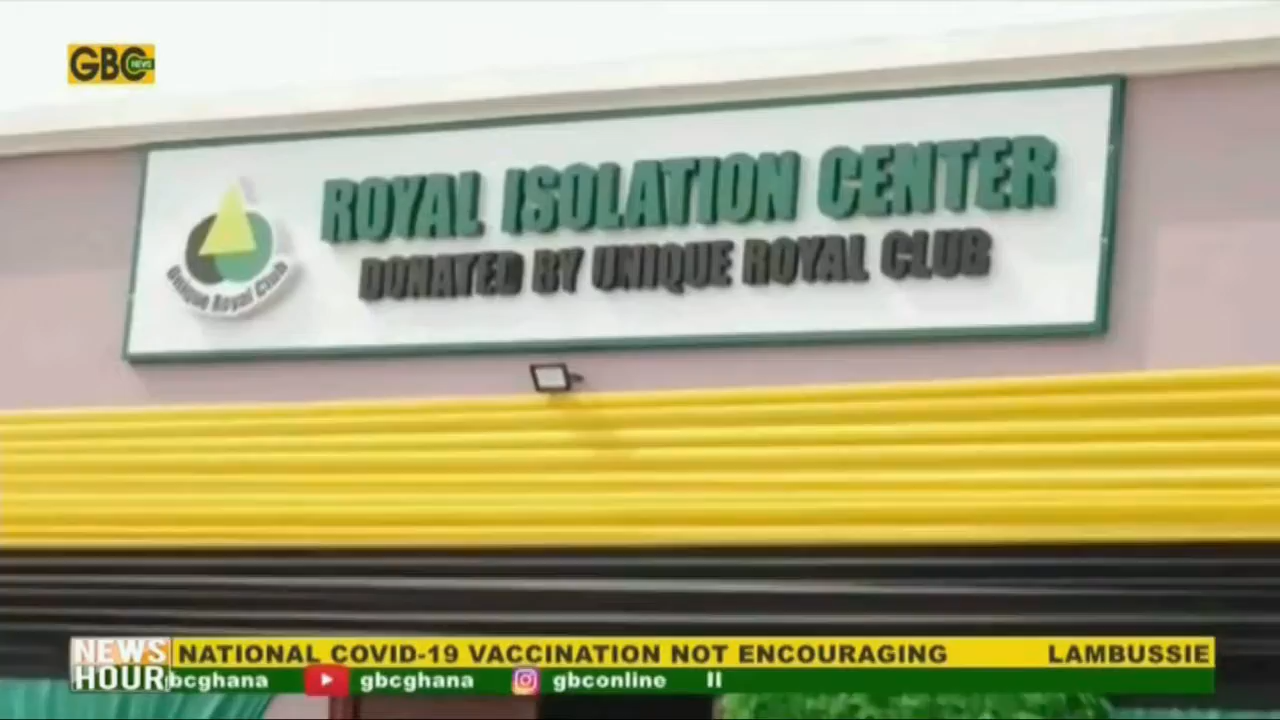 GBC NEWS
ROYAL ISOLATION CENTER
DONATED BY UNIQUE ROYAL CLUB
Unique Royal Club
NEWS HOUR
NATIONAL COVID-19 VACCINATION NOT ENCOURAGING LAMBUSSIE
bcghana gbcghana gbconline